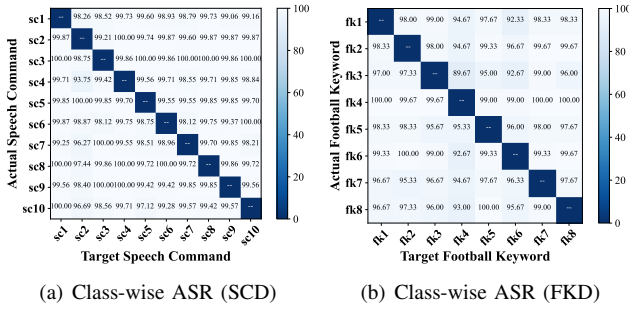 sc1 -- 98.26 98.52 99.73 99.60 98.93 98.79 99.73 99.06 99.16
sc2 99.87 -- 99.21 100.00 99.74 99.87 99.60 99.87 99.87 99.87
sc3 100.00 98.75 -- 99.86 100.00 98.86 100.00 100.00 99.86 100.00
sc4 99.71 93.75 99.42 -- 99.56 99.71 98.55 99.71 99.85 98.84
sc5 99.85 100.00 99.85 99.70 -- 99.55 99.55 99.85 99.85 99.70
sc6 99.87 98.87 98.12 99.75 98.75 -- 98.12 99.75 99.37 100.00
sc7 99.25 96.27 100.00 99.55 98.51 98.96 -- 99.70 99.85 98.21
sc8 100.00 97.44 99.86 100.00 99.72 100.00 99.72 -- 99.86 99.72
sc9 99.56 98.40 100.00 100.00 99.42 99.42 99.85 99.85 -- 99.56
sc10 100.00 96.69 98.56 99.71 97.12 99.28 99.57 99.42 99.57 --
sc1 sc2 sc3 sc4 sc5 sc6 sc7 sc8 sc9 sc10
Actual Speech Command
Target Speech Command
100
80
60
40
20
0
(a) Class-wise ASR (SCD)
fk1 -- 98.00 99.00 94.67 97.67 92.33 98.33 98.33
fk2 98.33 -- 98.00 94.67 99.33 96.67 99.67 99.67
fk3 97.00 97.33 -- 89.67 95.00 92.67 99.00 96.00
fk4 100.00 99.67 99.67 -- 99.00 99.00 100.00 100.00
fk5 98.33 98.33 95.67 95.33 -- 96.00 98.00 97.67
fk6 99.33 100.00 99.00 92.67 99.33 -- 99.33 99.67
fk7 96.67 95.33 96.67 94.67 97.67 96.33 -- 97.67
fk8 96.67 97.33 96.00 93.00 100.00 95.67 99.00 --
fk1 fk2 fk3 fk4 fk5 fk6 fk7 fk8
Actual Football Keyword
Target Football Keyword
100
80
60
40
20
0
(b) Class-wise ASR (FKD)